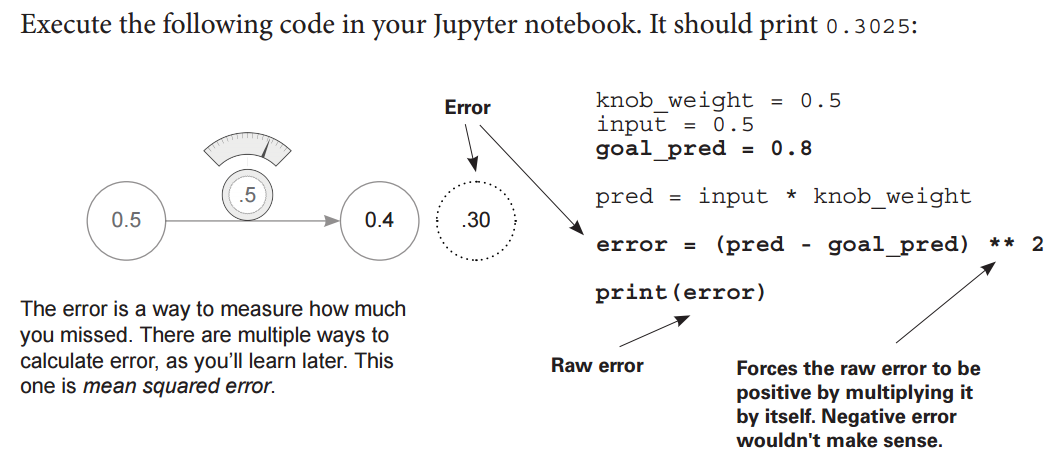 Execute the following code in your Jupyter notebook. It should print 0.3025:
Error
knob_weight = 0.5
input = 0.5
goal_pred = 0.8
pred = input * knob_weight
error = (pred - goal_pred) ** 2
print(error)
.5
0.5
0.4
.30
The error is a way to measure how much
you missed. There are multiple ways to
calculate error, as you'll learn later. This
one is mean squared error.
Raw error
Forces the raw error to be
positive by multiplying it
by itself. Negative error
wouldn't make sense.